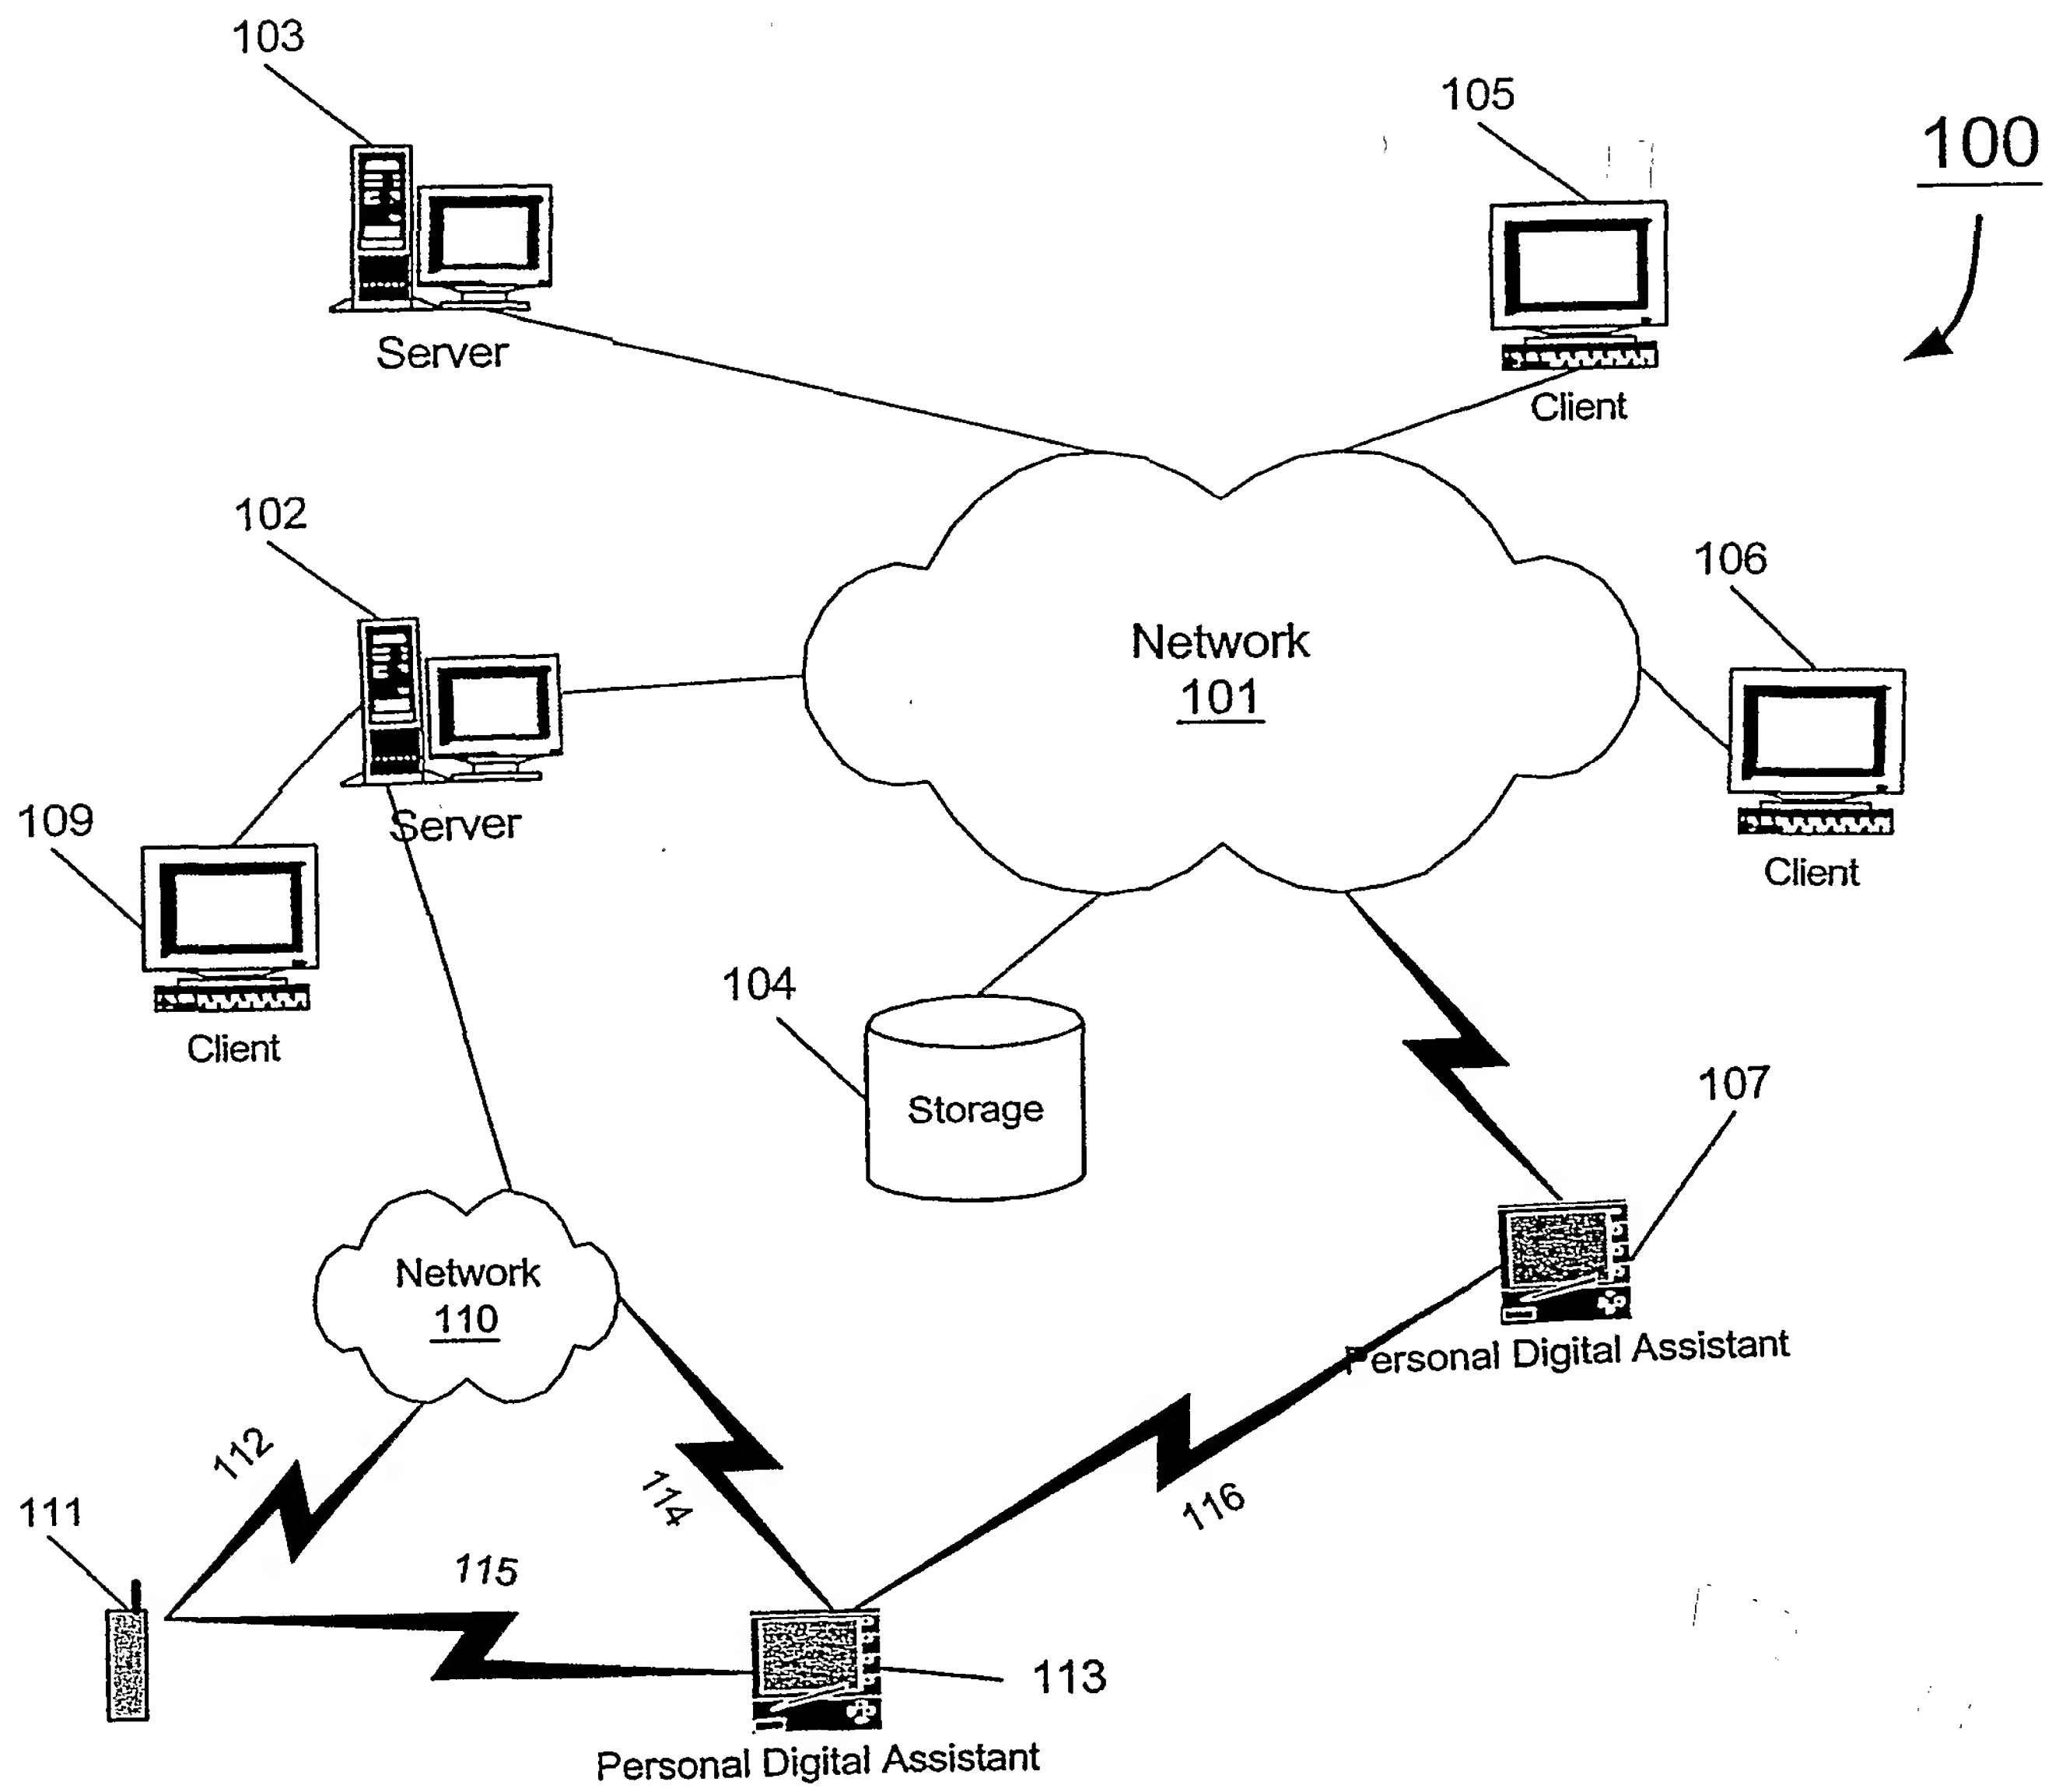 103
105
100
Server
Client
102
106
Network
101
109
Server
Client
104
Client
Storage
107
Network
110
Personal Digital Assistant
112
114
116
111
115
113
Personal Digital Assistant